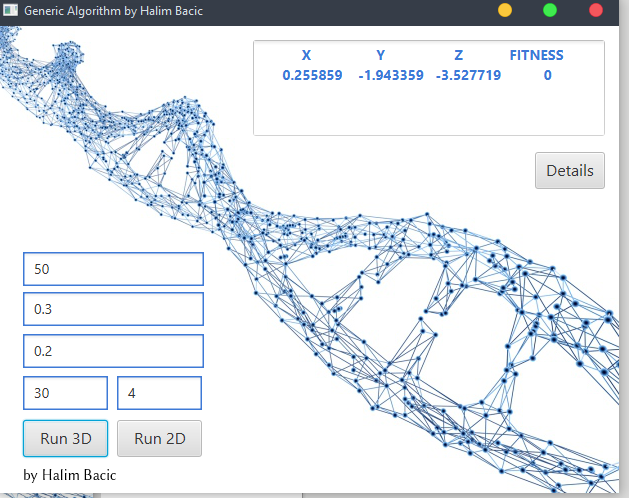 Generic Algorithm by Halim Bacic
X Y Z FITNESS
0.255859 -1.943359 -3.527719 0
Details
50
0.3
0.2
30 4
Run 3D Run 2D
by Halim Bacic